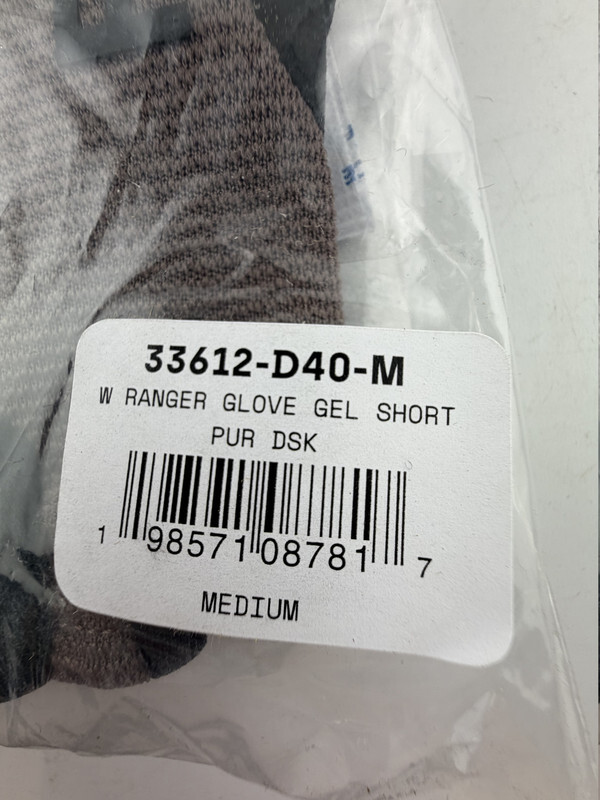 33612-D40-M
W RANGER GLOVE GEL SHORT
PUR DSK
1 98571 08781 7
MEDIUM